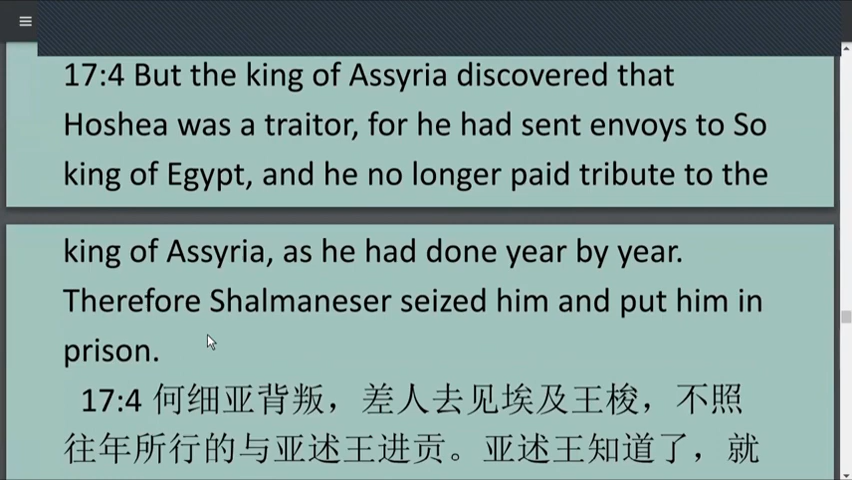 17:4 But the king of Assyria discovered that
Hoshea was a traitor, for he had sent envoys to So
king of Egypt, and he no longer paid tribute to the
king of Assyria, as he had done year by year.
Therefore Shalmaneser seized him and put him in
prison.
17:4 何细亚背叛，差人去见埃及王梭，不照
往年所行的与亚述王进贡。亚述王知道了，就